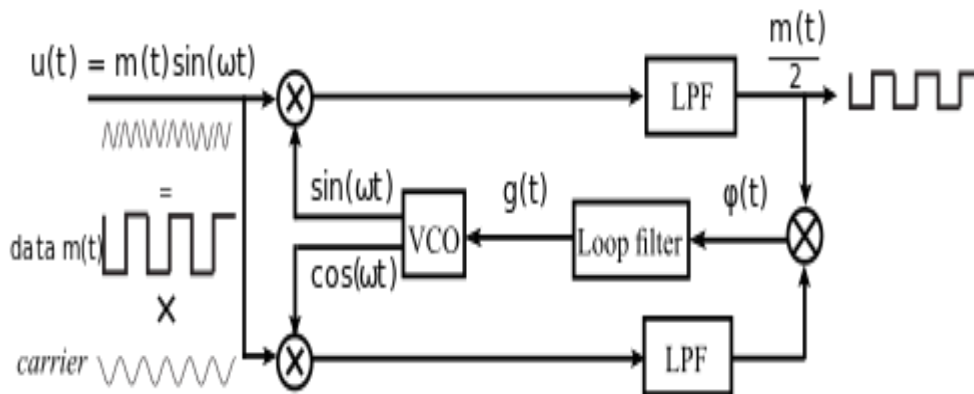 u(t) = m(t)sin(ωt)
m(t)
2
LPF
sin(ωt)
g(t)
φ(t)
=
VCO
Loop filter
data m(t)
cos(ωt)
×
carrier
LPF